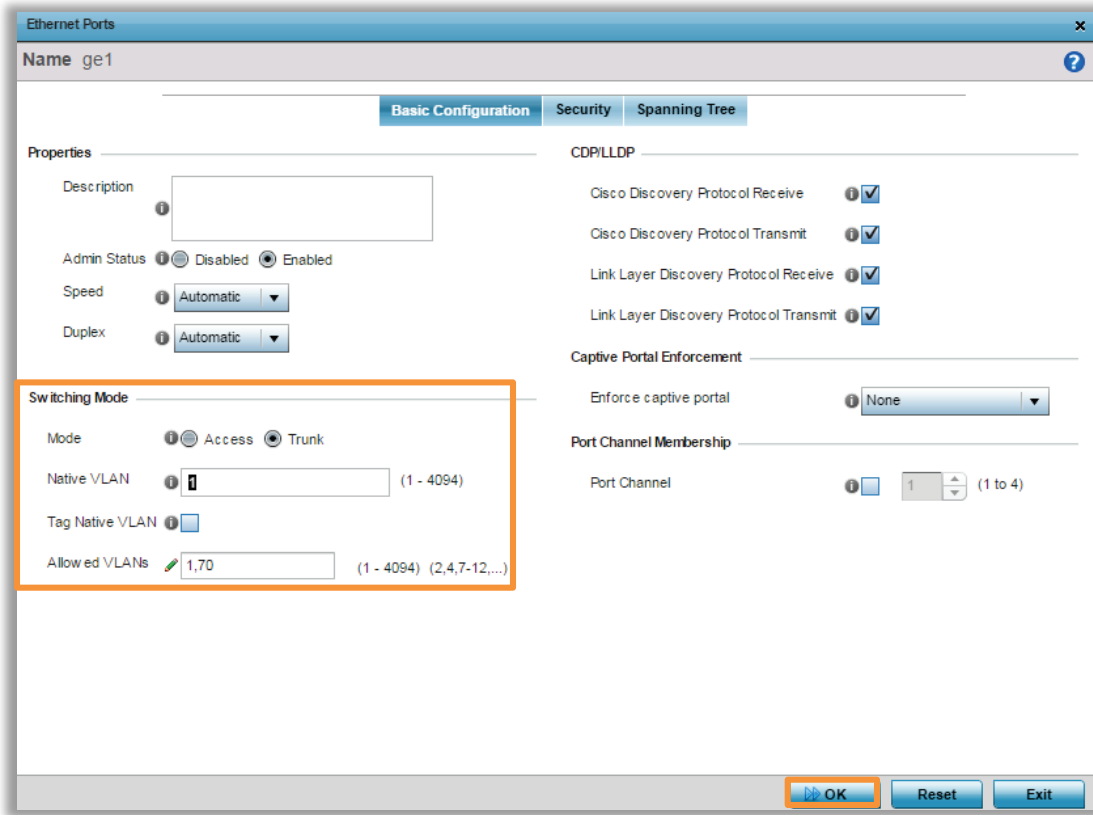 Ethernet Ports
Name ge1
Basic Configuration Security Spanning Tree
Properties
Description
Admin Status Disabled Enabled
Speed Automatic
Duplex Automatic
Switching Mode
Mode Access Trunk
Native VLAN 1 (1 - 4094)
Tag Native VLAN
Allowed VLANs 1,70 (1 - 4094) (2,4,7-12,...)
CDP/LLDP
Cisco Discovery Protocol Receive
Cisco Discovery Protocol Transmit
Link Layer Discovery Protocol Receive
Link Layer Discovery Protocol Transmit
Captive Portal Enforcement
Enforce captive portal None
Port Channel Membership
Port Channel 1 (1 to 4)
OK Reset Exit